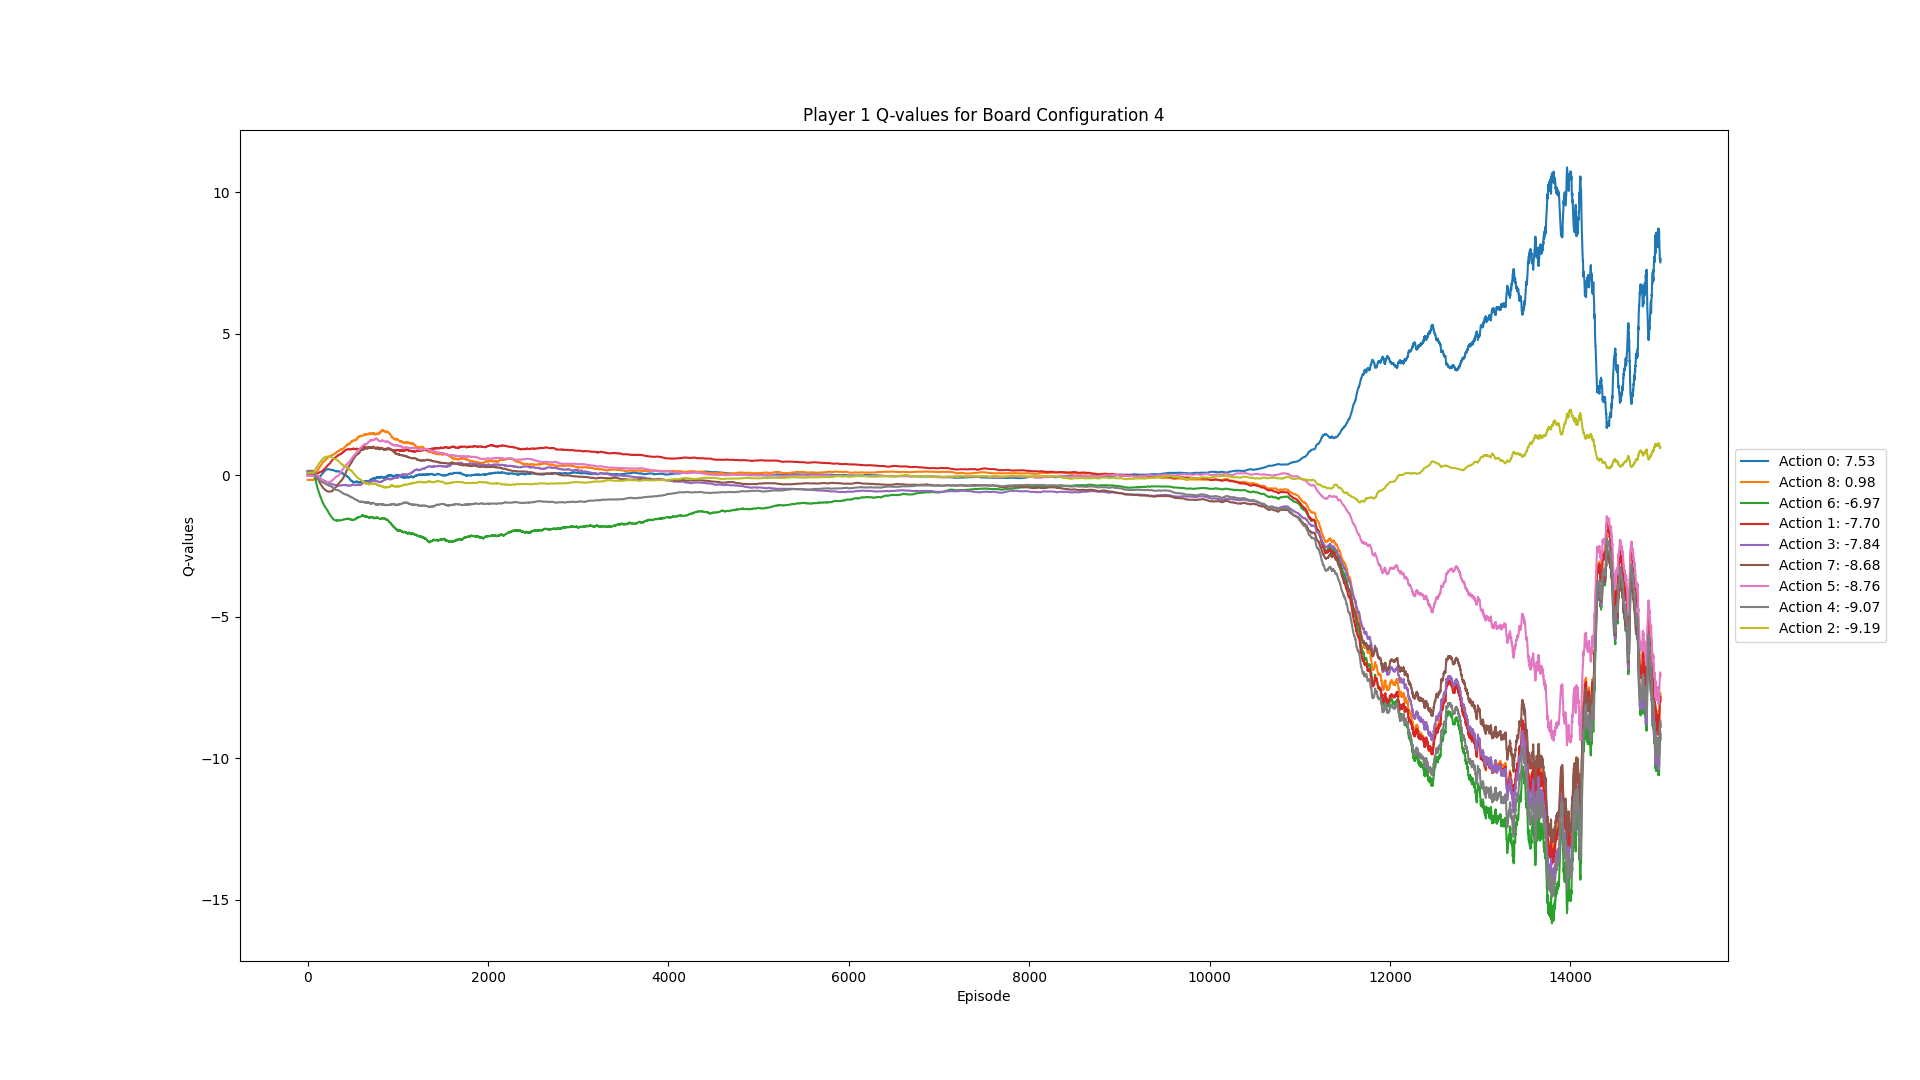 Player 1 Q-values for Board Configuration 4
10
5
0
−5
−10
−15
Q-values
0 2000 4000 6000 8000 10000 12000 14000
Episode
Action 0: 7.53
Action 8: 0.98
Action 6: -6.97
Action 1: -7.70
Action 3: -7.84
Action 7: -8.68
Action 5: -8.76
Action 4: -9.07
Action 2: -9.19